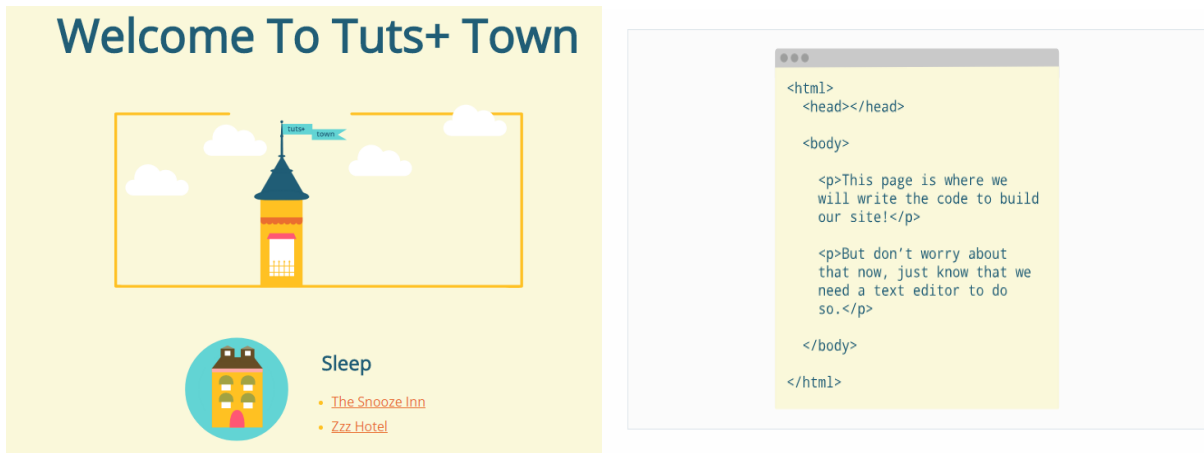 Welcome To Tuts+ Town
tuts+
town
Sleep
The Snooze Inn
Zzz Hotel
<html>
<head></head>
<body>
<p>This page is where we
will write the code to build
our site!</p>
<p>But don’t worry about
that now, just know that we
need a text editor to do
so.</p>
</body>
</html>